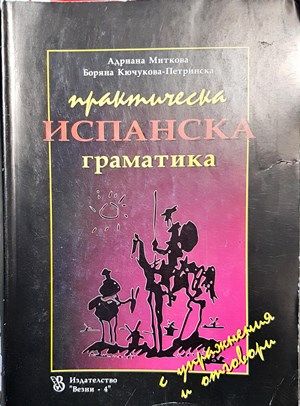 Адриана Миткова
Боряна Кючукова-Петринска
практическа
ИСПАНСКА
граматика
с упражнения
и отговори
Издателство
"Везни - 4"